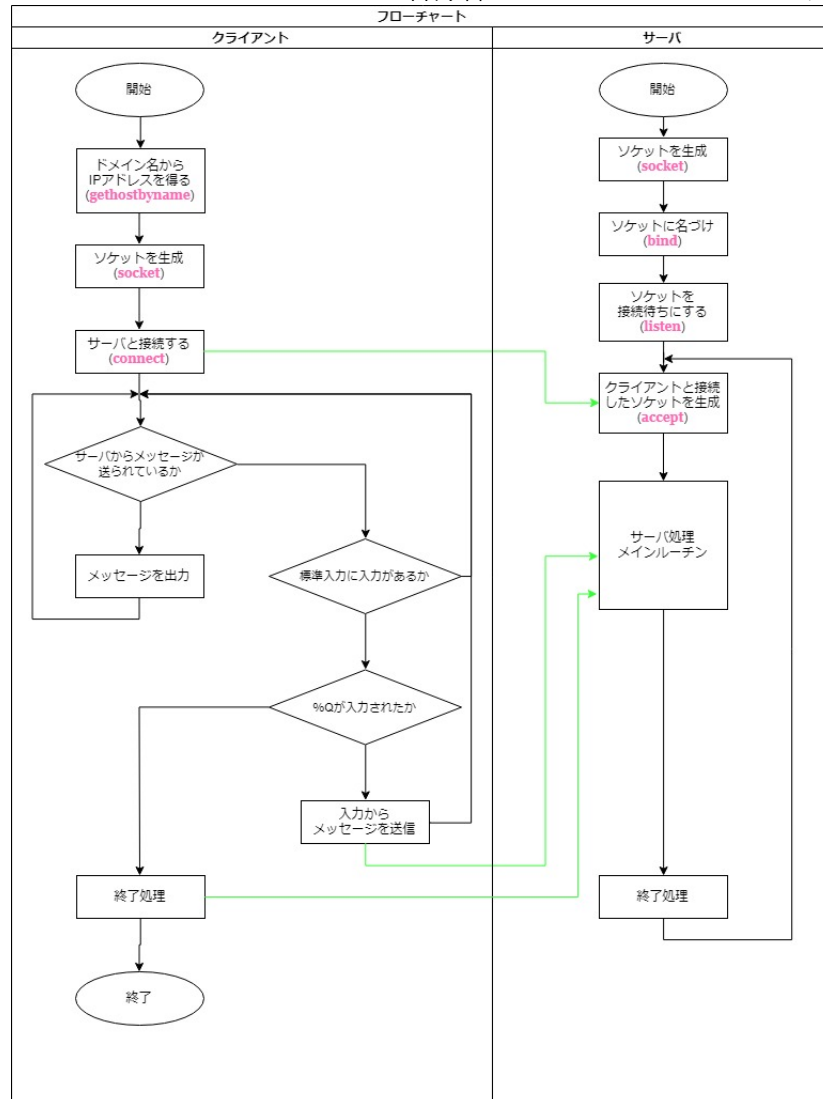 フローチャート
クライアント
サーバ
開始
ドメイン名から
IPアドレスを得る
(gethostbyname)
ソケットを生成
(socket)
サーバと接続する
(connect)
サーバからメッセージが
送られているか
メッセージを出力
標準入力に入力があるか
%Qが入力されたか
入力から
メッセージを送信
終了処理
終了
開始
ソケットを生成
(socket)
ソケットに名づけ
(bind)
ソケットを
接続待ちにする
(listen)
クライアントと接続
したソケットを生成
(accept)
サーバ処理
メインルーチン
終了処理